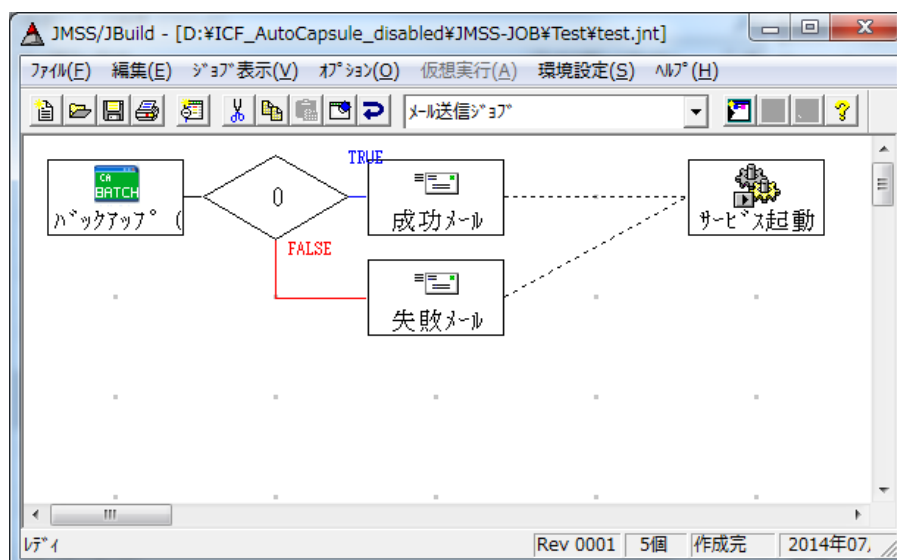 JMSS/JBuild - [D:¥ICF_AutoCapsule_disabled¥JMSS-JOB¥Test¥test.jnt]
ﾌｧｲﾙ(F) 編集(E) ｼﾞｮﾌﾞ表示(V) ｵﾌﾟｼｮﾝ(O) 仮想実行(A) 環境設定(S) ﾍﾙﾌﾟ(H)
ﾒｰﾙ送信ｼﾞｮﾌﾞ
CA
BATCH
ﾊﾞｯｸｱｯﾌﾟ (
0
TRUE
FALSE
成功ﾒｰﾙ
失敗ﾒｰﾙ
ｻｰﾋﾞｽ起動
ﾚﾃﾞｨ Rev 0001 5個 作成完 2014年07,